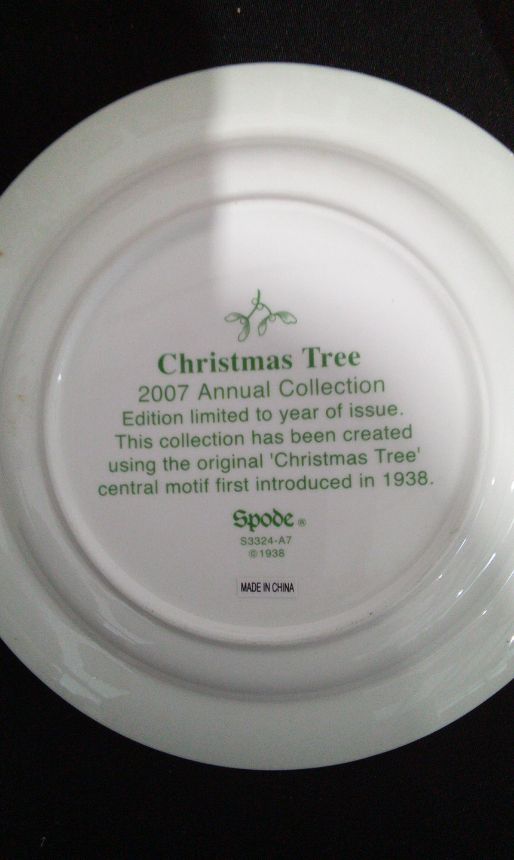 Christmas Tree
2007 Annual Collection
Edition limited to year of issue.
This collection has been created
using the original 'Christmas Tree'
central motif first introduced in 1938.
Spode ®
S3324-A7
© 1938
MADE IN CHINA